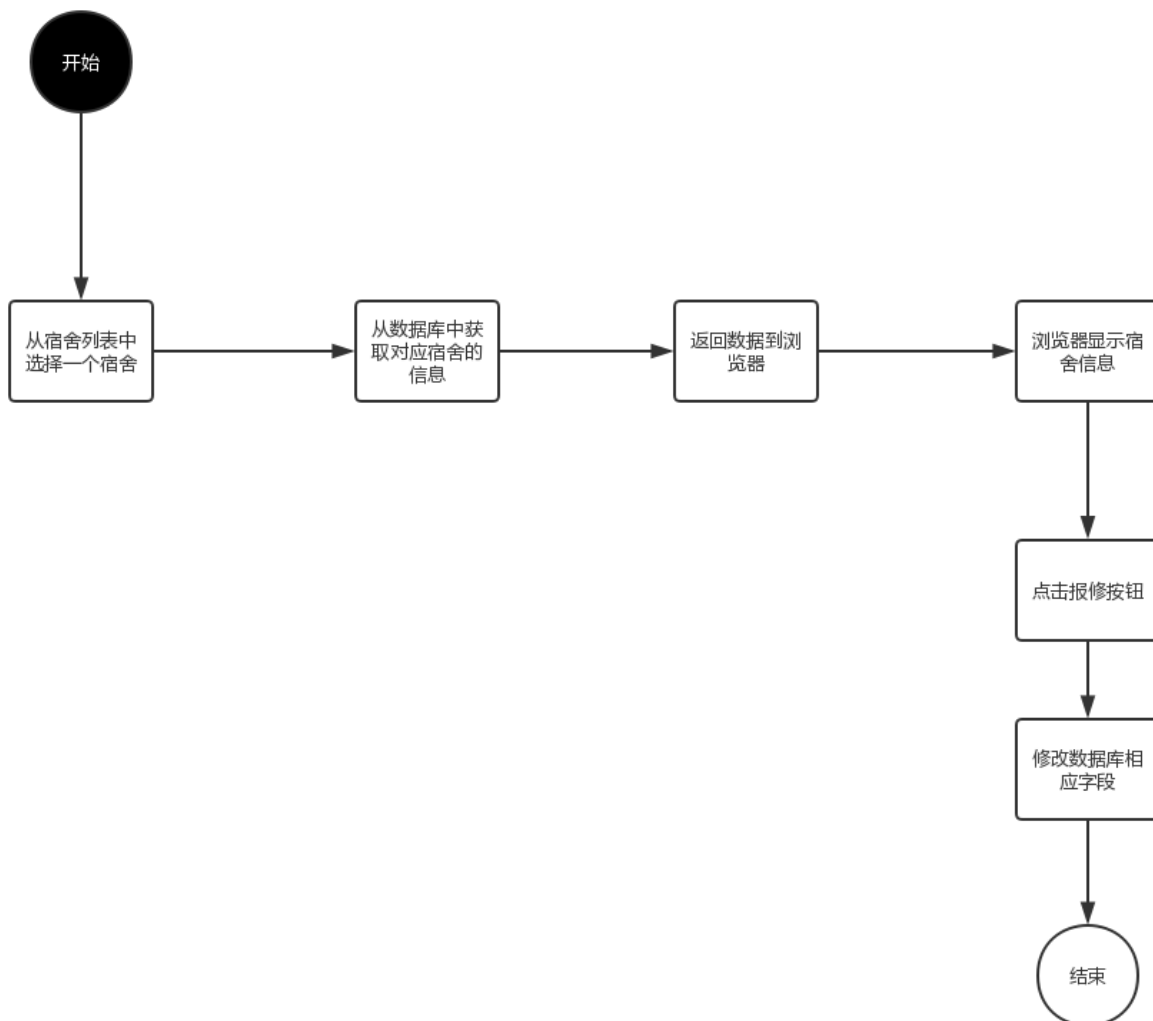 开始
从宿舍列表中
选择一个宿舍
从数据库中获
取对应宿舍的
信息
返回数据到浏
览器
浏览器显示宿
舍信息
点击报修按钮
修改数据库相
应字段
结束